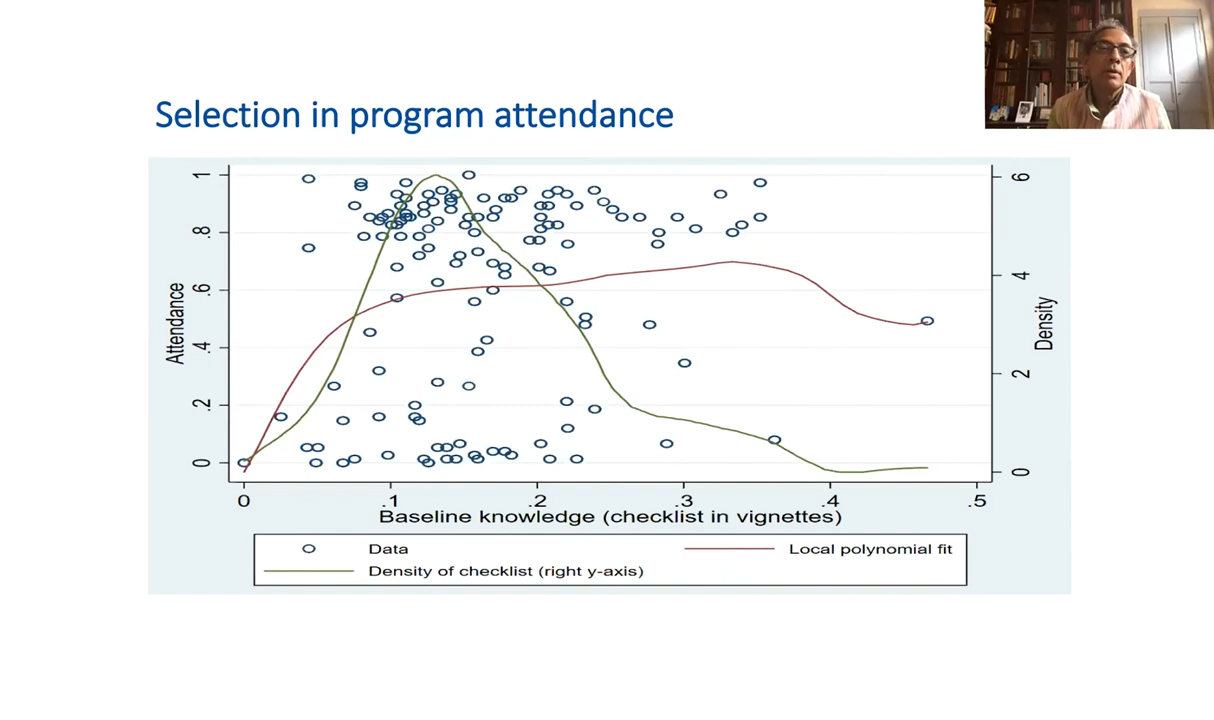 Selection in program attendance
1
.8
.6
.4
.2
0
Attendance
6
4
2
0
Density
0 .1 .2 .3 .4 .5
Baseline knowledge (checklist in vignettes)
Data Local polynomial fit
Density of checklist (right y-axis)